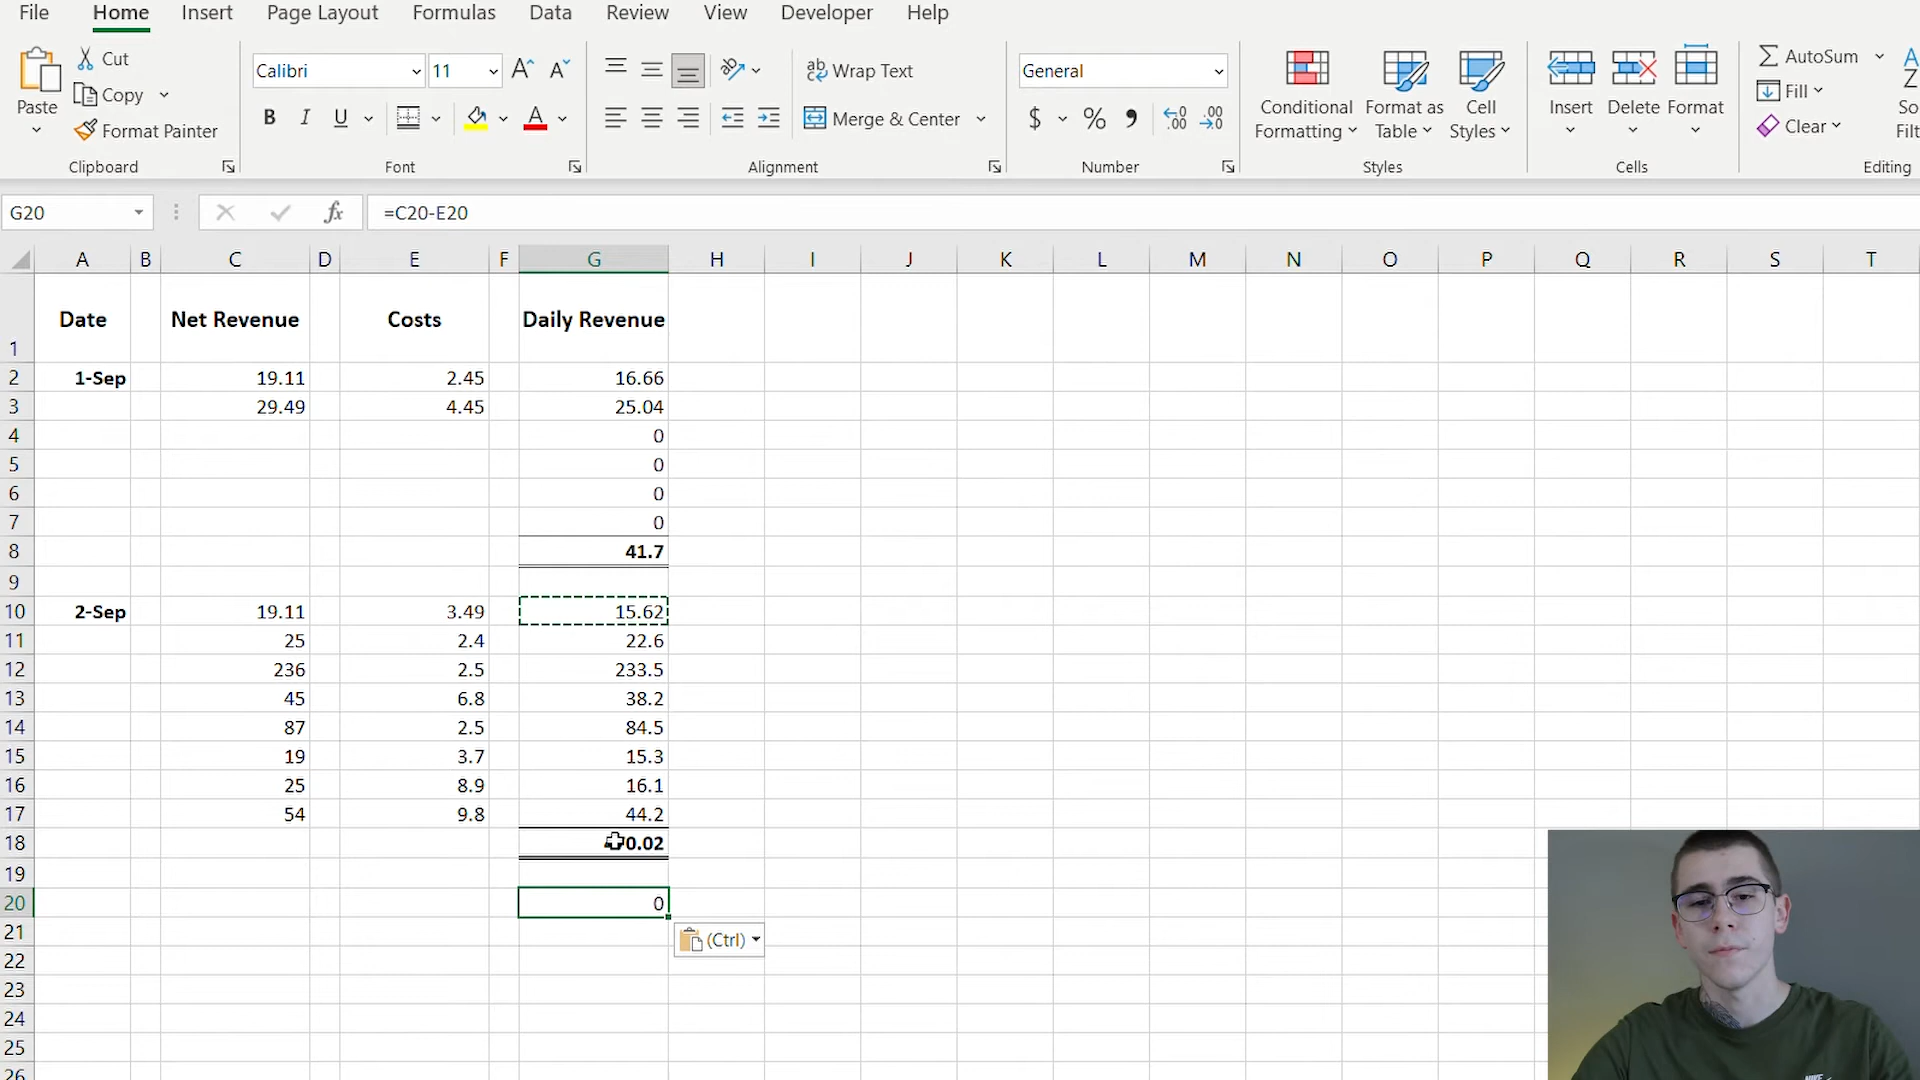 File Home Insert Page Layout Formulas Data Review View Developer Help
Paste Cut Copy Format Painter Clipboard
Calibri 11 A^ A˅ B I U A Font
ab Wrap Text Merge & Center Alignment
General $ % , .00 Number
Conditional Formatting Format as Table Cell Styles Styles
Insert Delete Format Cells
AutoSum Fill Clear Editing
G20 fx =C20-E20
A B C D E F G H I J K L M N O P Q R S T
1 Date Net Revenue Costs Daily Revenue
2 1-Sep 19.11 2.45 16.66
3 29.49 4.45 25.04
4 0
5 0
6 0
7 0
8 41.7
9
10 2-Sep 19.11 3.49 15.62
11 25 2.4 22.6
12 236 2.5 233.5
13 45 6.8 38.2
14 87 2.5 84.5
15 19 3.7 15.3
16 25 8.9 16.1
17 54 9.8 44.2
18 0.02
19
20 0
21 (Ctrl)
22
23
24
25
26